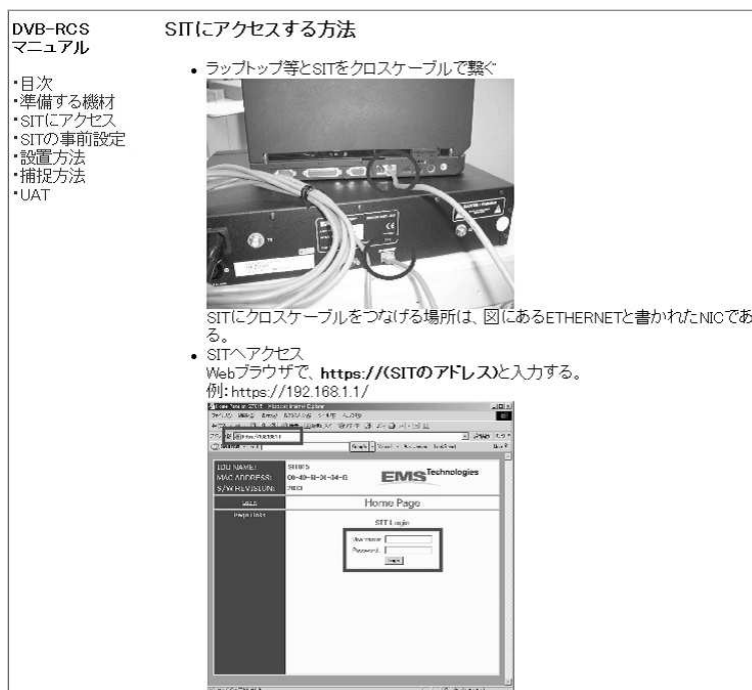 DVB-RCS
マニュアル
・目次
・準備する機材
・SITにアクセス
・SITの事前設定
・設置方法
・捕捉方法
・UAT
SITにアクセスする方法
• ラップトップ等とSITをクロスケーブルで繋ぐ
SITにクロスケーブルをつなげる場所は、図にあるETHERNETと書かれたNICであ
る。
• SITへアクセス
Webブラウザで、https://(SITのアドレス)と入力する。
例：https://192.168.1.1/
IDU NAME:
MAC ADDRESS:
S/W REVISION:
EMS Technologies
Home Page
SIT Login
Username:
Password: